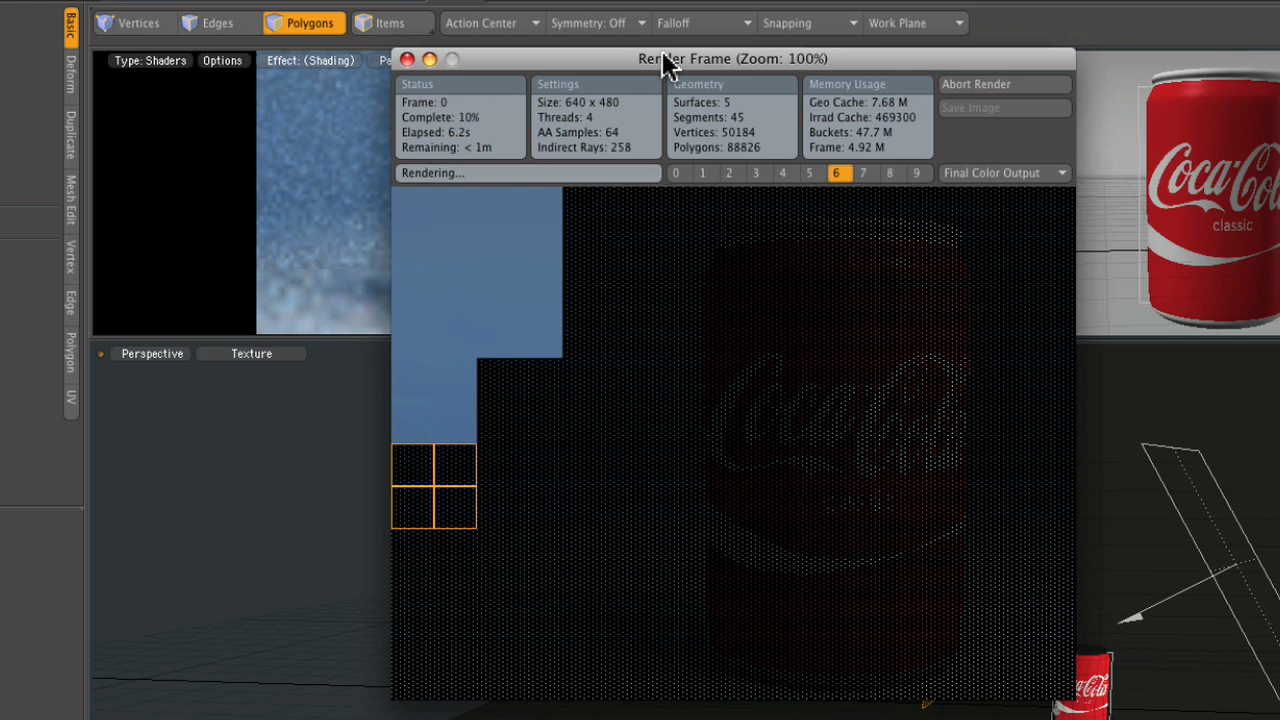 Vertices Edges Polygons Items Action Center Symmetry: Off Falloff Snapping Work Plane
Basic
Deform
Duplicate
Mesh Edit
Vertex
Edge
Polygon
UV
Type: Shaders Options Effect: (Shading) Pa
Render Frame (Zoom: 100%)
Status
Frame: 0
Complete: 10%
Elapsed: 6.2s
Remaining: < 1m
Settings
Size: 640 x 480
Threads: 4
AA Samples: 64
Indirect Rays: 258
Geometry
Surfaces: 5
Segments: 45
Vertices: 50184
Polygons: 88826
Memory Usage
Geo Cache: 7.68 M
Irrad Cache: 469300
Buckets: 47.7 M
Frame: 4.92 M
Abort Render
Save Image
Rendering... 0 1 2 3 4 5 6 7 8 9 Final Color Output
Coca-Col
classic
Perspective Texture
Coca-Cola